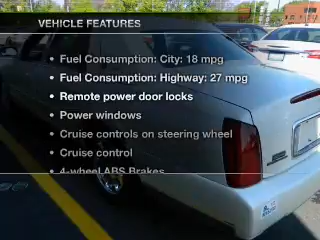 VEHICLE FEATURES
• Fuel Consumption: City: 18 mpg
• Fuel Consumption: Highway: 27 mpg
• Remote power door locks
• Power windows
• Cruise controls on steering wheel
• Cruise control
• 4-wheel ABS Brakes